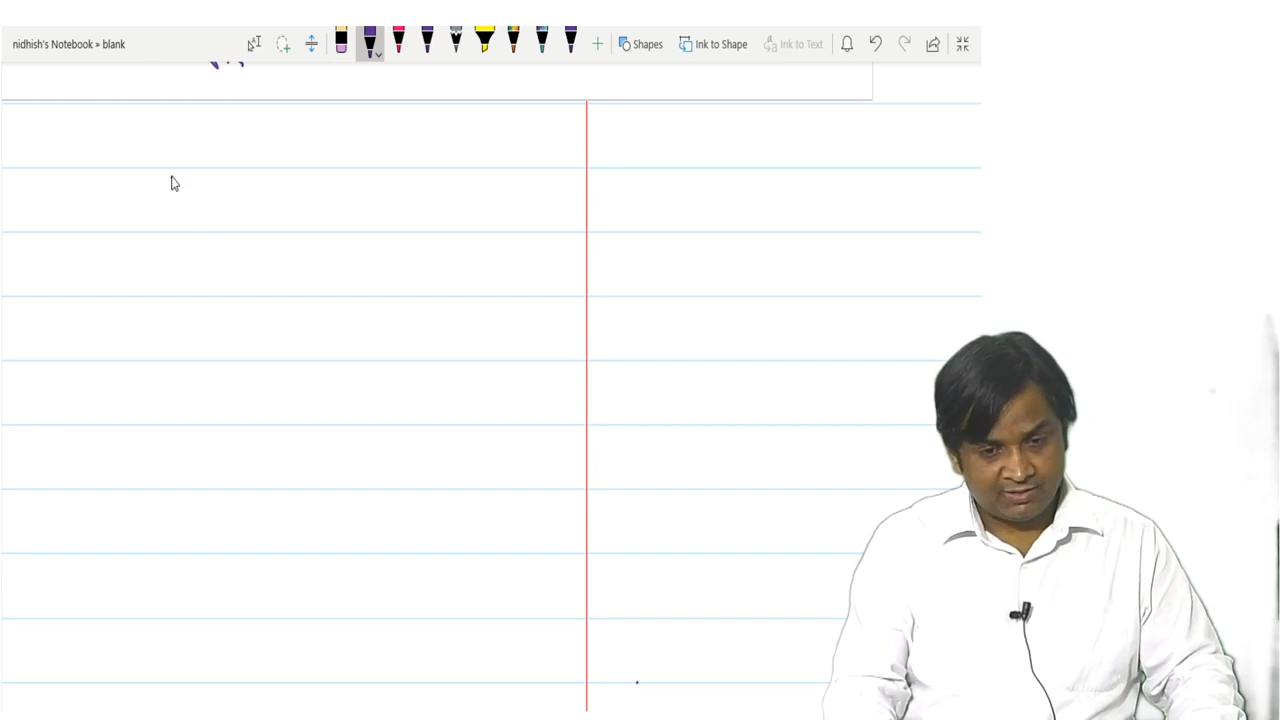 nidhish's Notebook » blank
Shapes
Ink to Shape
Ink to Text